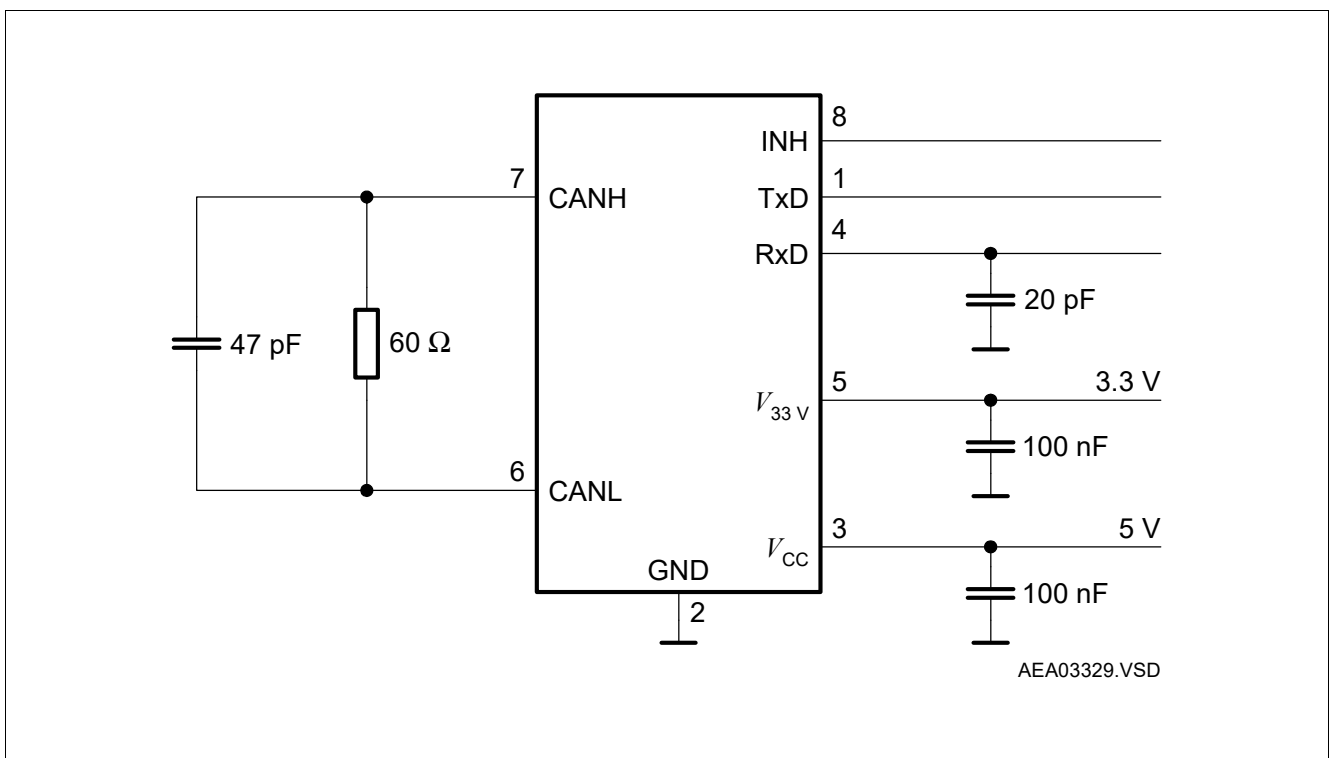 8
INH
7
1
CANH
TxD
4
RxD
20 pF
47 pF
60 Ω
5
3.3 V
V33 V
100 nF
6
CANL
3
5 V
VCC
GND
100 nF
2
AEA03329.VSD